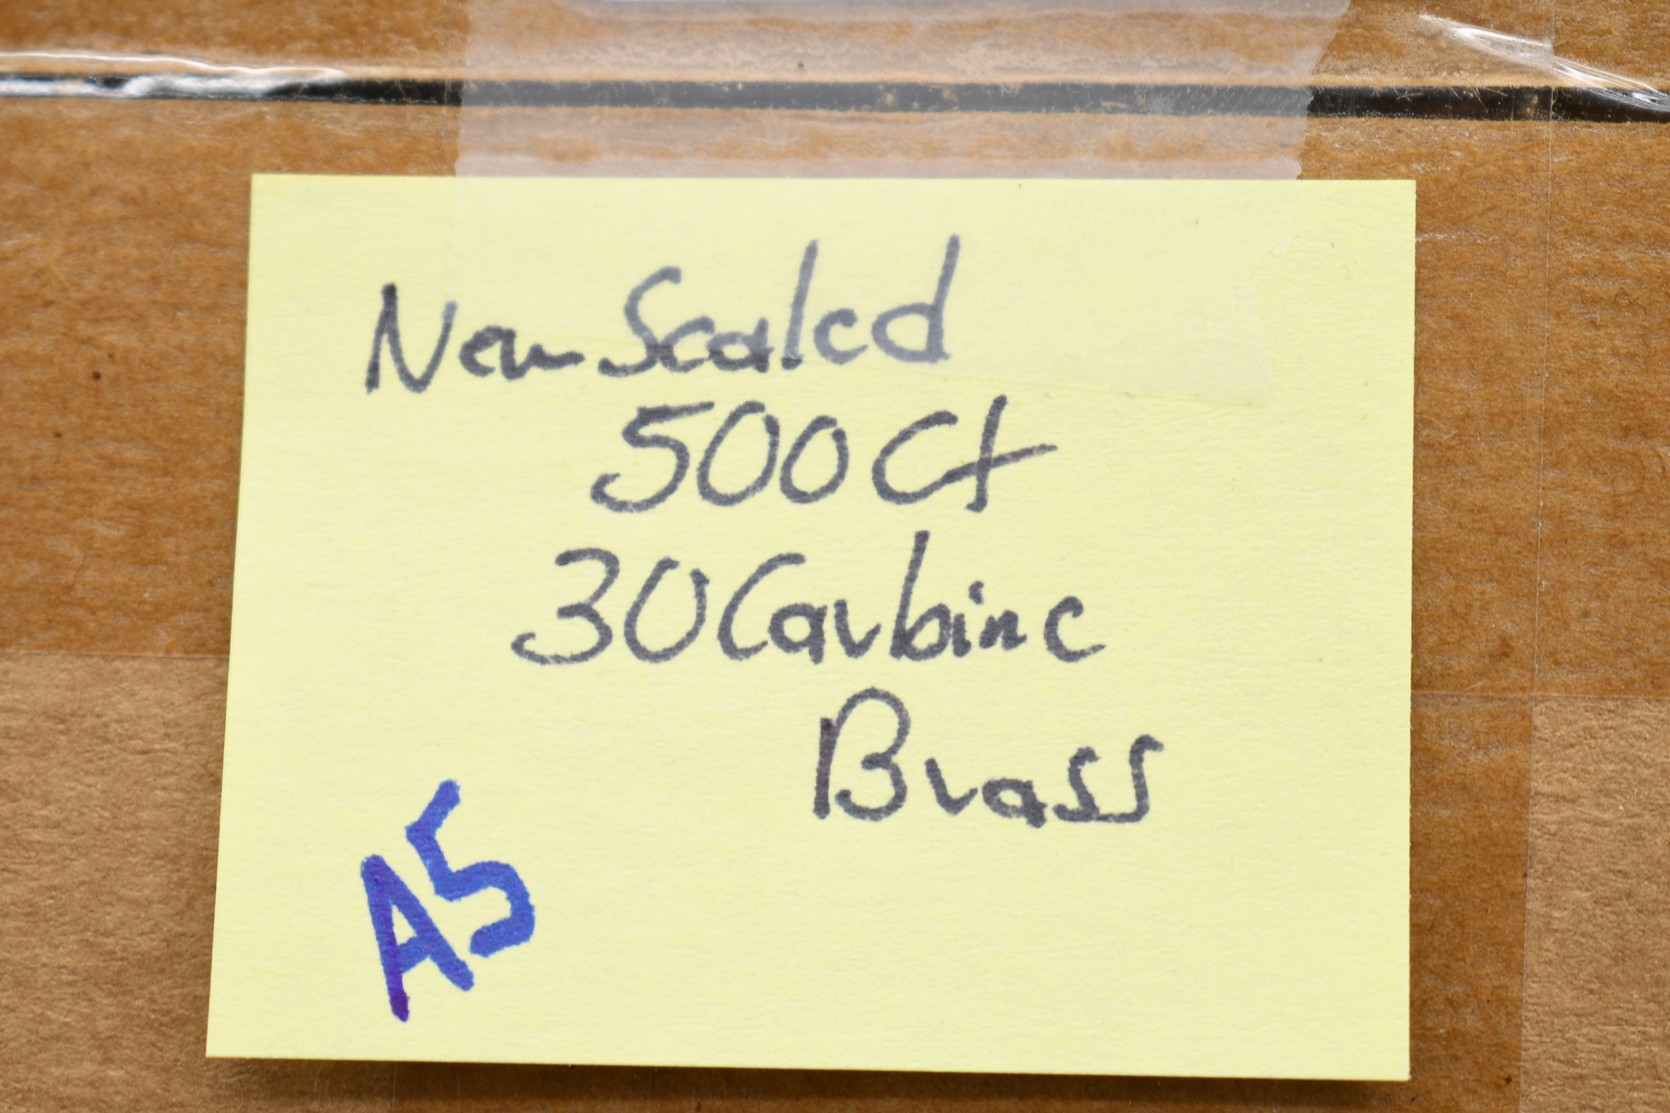 New Sealed
500 Ct
30 Carbine
Brass
A5